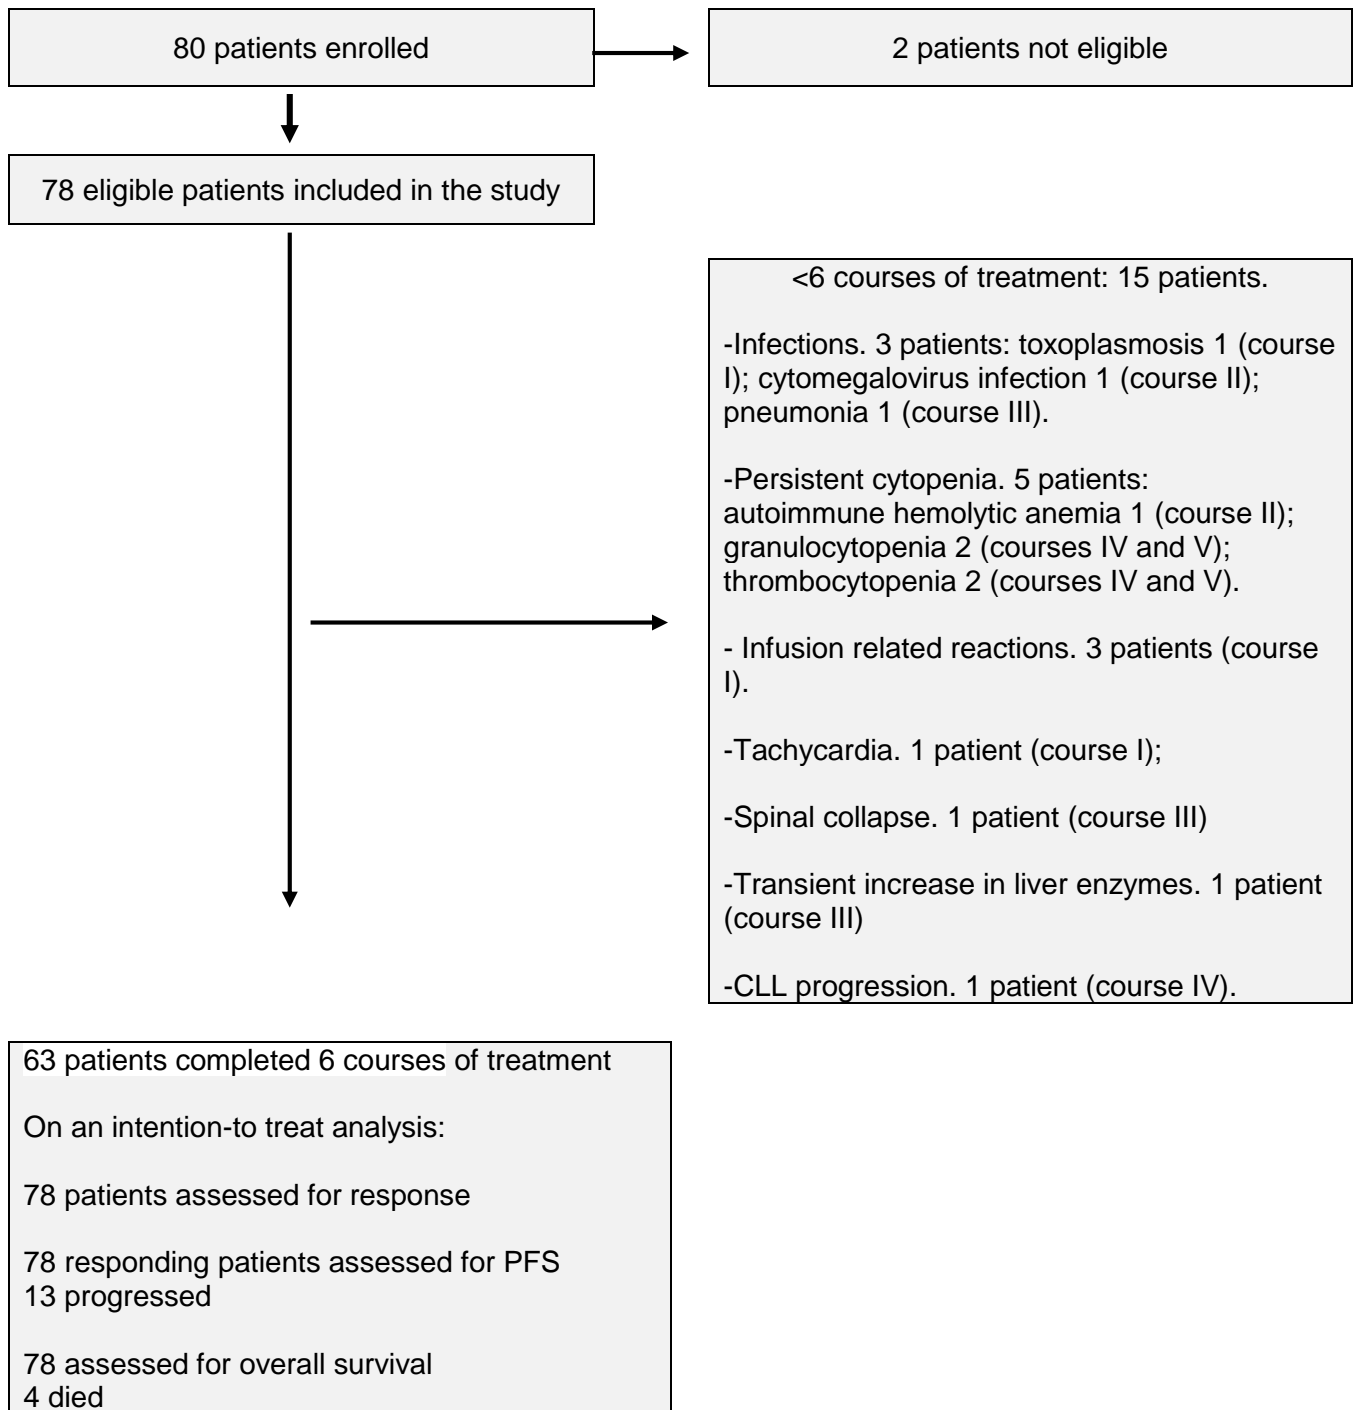 80 patients enrolled
2 patients not eligible
78 eligible patients included in the study
<6 courses of treatment: 15 patients.
-Infections. 3 patients: toxoplasmosis 1 (course
I); cytomegalovirus infection 1 (course II);
pneumonia 1 (course III).
-Persistent cytopenia. 5 patients:
autoimmune hemolytic anemia 1 (course II);
granulocytopenia 2 (courses IV and V);
thrombocytopenia 2 (courses IV and V).
- Infusion related reactions. 3 patients (course
I).
-Tachycardia. 1 patient (course I);
-Spinal collapse. 1 patient (course III)
-Transient increase in liver enzymes. 1 patient
(course III)
-CLL progression. 1 patient (course IV).
63 patients completed 6 courses of treatment
On an intention-to treat analysis:
78 patients assessed for response
78 responding patients assessed for PFS
13 progressed
78 assessed for overall survival
4 died